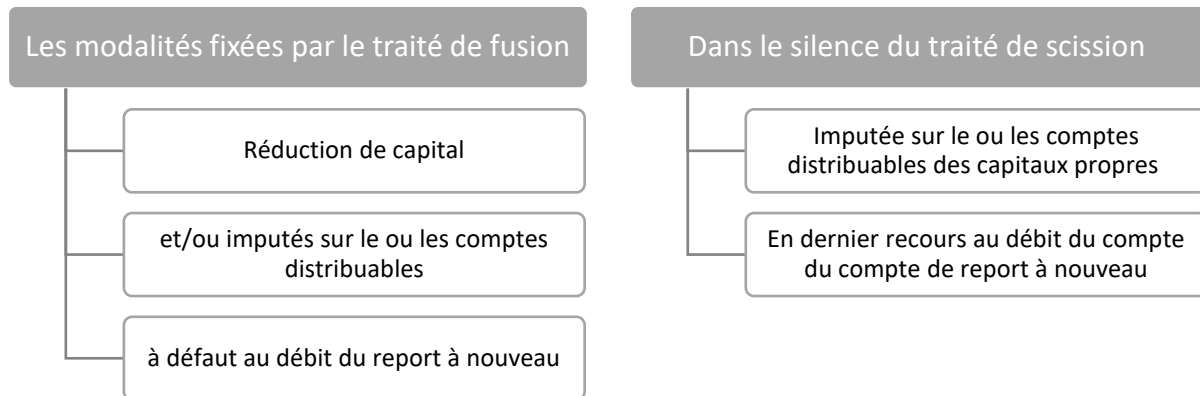 Les modalités fixées par le traité de fusion
Réduction de capital
et/ou imputés sur le ou les comptes
distribuables
à défaut au débit du report à nouveau
Dans le silence du traité de scission
Imputée sur le ou les comptes
distribuables des capitaux propres
En dernier recours au débit du compte
du compte de report à nouveau